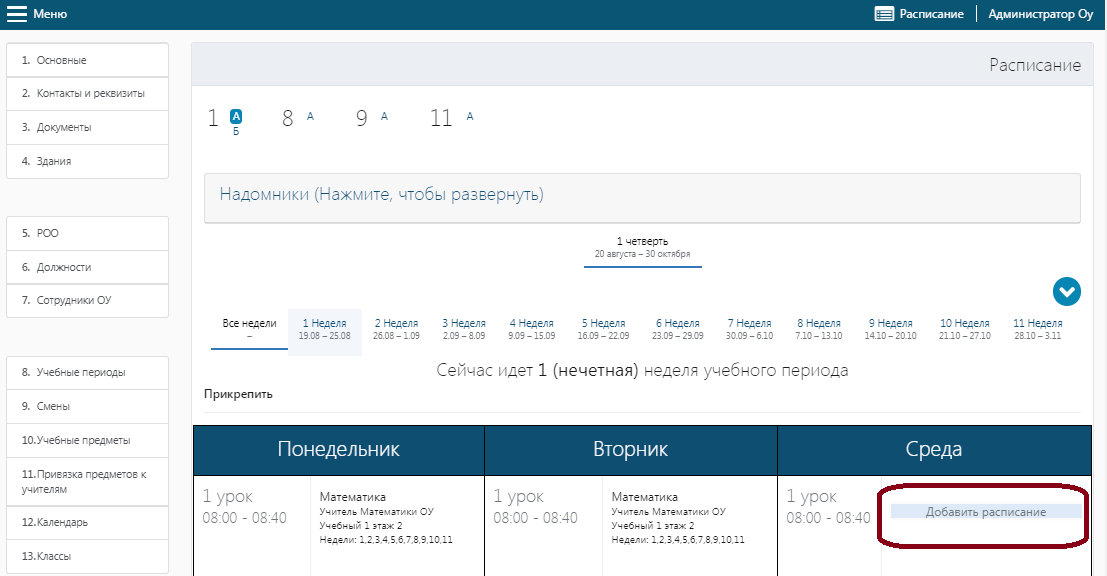 Меню
Расписание
Администратор Оу
1. Основные
2. Контакты и реквизиты
3. Документы
4. Здания
5. РОО
6. Должности
7. Сотрудники ОУ
8. Учебные периоды
9. Смены
10.Учебные предметы
11.Привязка предметов к
учителям
12.Календарь
13.Классы
Расписание
1 А 8 А 9 А 11 А
Б
Надомники (Нажмите, чтобы развернуть)
1 четверть
20 августа – 30 октября
Все недели 1 Неделя 2 Неделя 3 Неделя 4 Неделя 5 Неделя 6 Неделя 7 Неделя 8 Неделя 9 Неделя 10 Неделя 11 Неделя
– 19.08 – 25.08 26.08 – 1.09 2.09 – 8.09 9.09 – 15.09 16.09 – 22.09 23.09 – 29.09 30.09 – 6.10 7.10 – 13.10 14.10 – 20.10 21.10 – 27.10 28.10 – 3.11
Сейчас идет 1 (нечетная) неделя учебного периода
Прикрепить
Понедельник Вторник Среда
1 урок
08:00 - 08:40
Математика
Учитель Математики ОУ
Учебный 1 этаж 2
Недели: 1,2,3,4,5,6,7,8,9,10,11
1 урок
08:00 - 08:40
Математика
Учитель Математики ОУ
Учебный 1 этаж 2
Недели: 1,2,3,4,5,6,7,8,9,10,11
1 урок
08:00 - 08:40
Добавить расписание